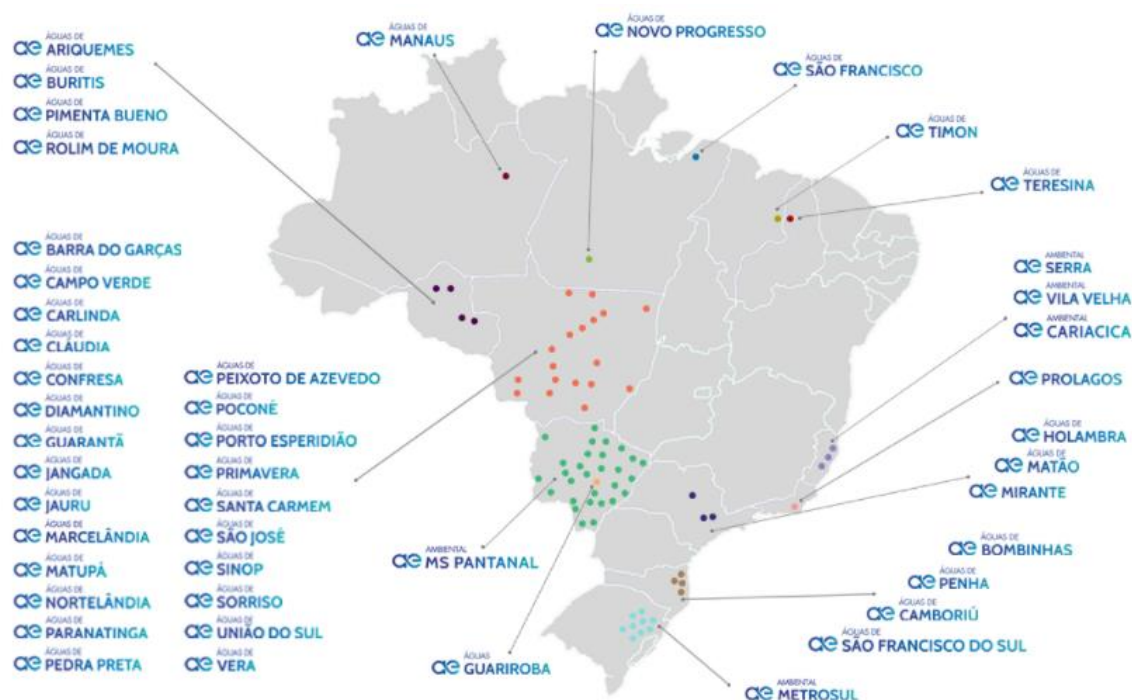 ÁGUAS DE
ae ARIQUEMES
ÁGUAS DE
ae BURITIS
ÁGUAS DE
ae PIMENTA BUENO
ÁGUAS DE
ae ROLIM DE MOURA
ÁGUAS DE
ae MANAUS
ÁGUAS DE
ae NOVO PROGRESSO
ÁGUAS DE
ae SÃO FRANCISCO
ÁGUAS DE
ae TIMON
ÁGUAS DE
ae TERESINA
ÁGUAS DE
ae BARRA DO GARÇAS
ÁGUAS DE
ae CAMPO VERDE
ÁGUAS DE
ae CARLINDA
ÁGUAS DE
ae CLÁUDIA
ÁGUAS DE
ae CONFRESA
ÁGUAS DE
ae DIAMANTINO
ÁGUAS DE
ae GUARANTÃ
ÁGUAS DE
ae JANGADA
ÁGUAS DE
ae JAURU
ÁGUAS DE
ae MARCELÂNDIA
ÁGUAS DE
ae MATUPÁ
ÁGUAS DE
ae NORTELÂNDIA
ÁGUAS DE
ae PARANATINGA
ÁGUAS DE
ae PEDRA PRETA
ÁGUAS DE
ae PEIXOTO DE AZEVEDO
ÁGUAS DE
ae POCONÉ
ÁGUAS DE
ae PORTO ESPERIDIÃO
ÁGUAS DE
ae PRIMAVERA
ÁGUAS DE
ae SANTA CARMEM
ÁGUAS DE
ae SÃO JOSÉ
ÁGUAS DE
ae SINOP
ÁGUAS DE
ae SORRISO
ÁGUAS DE
ae UNIÃO DO SUL
ÁGUAS DE
ae VERA
AMBIENTAL
ae MS PANTANAL
ÁGUAS
ae GUARIROBA
AMBIENTAL
ae SERRA
AMBIENTAL
ae VILA VELHA
AMBIENTAL
ae CARIACICA
ae PROLAGOS
ÁGUAS DE
ae HOLAMBRA
ÁGUAS DE
ae MATÃO
ae MIRANTE
ÁGUAS DE
ae BOMBINHAS
ÁGUAS DE
ae PENHA
ÁGUAS DE
ae CAMBORIÚ
ÁGUAS DE
ae SÃO FRANCISCO DO SUL
AMBIENTAL
ae METROSUL